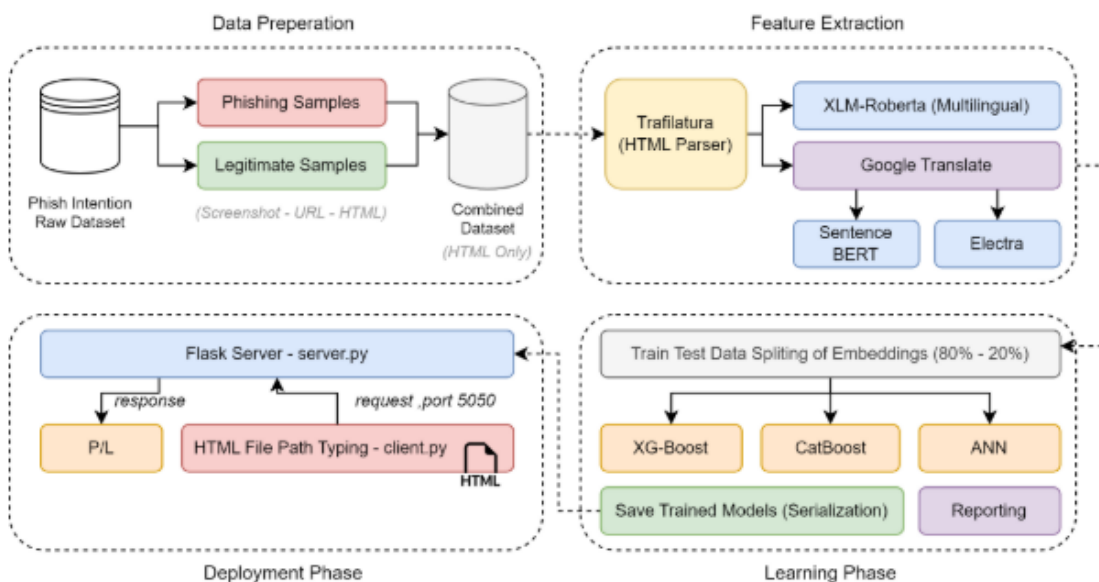 Data Preperation
Phish Intention
Raw Dataset
Phishing Samples
Legitimate Samples
(Screenshot - URL - HTML)
Combined
Dataset
(HTML Only)
Feature Extraction
Trafilatura
(HTML Parser)
XLM-Roberta (Multilingual)
Google Translate
Sentence
BERT
Electra
Flask Server - server.py
response
request ,port 5050
P/L
HTML File Path Typing - client.py
HTML
Deployment Phase
Train Test Data Spliting of Embeddings (80% - 20%)
XG-Boost
CatBoost
ANN
Save Trained Models (Serialization)
Reporting
Learning Phase